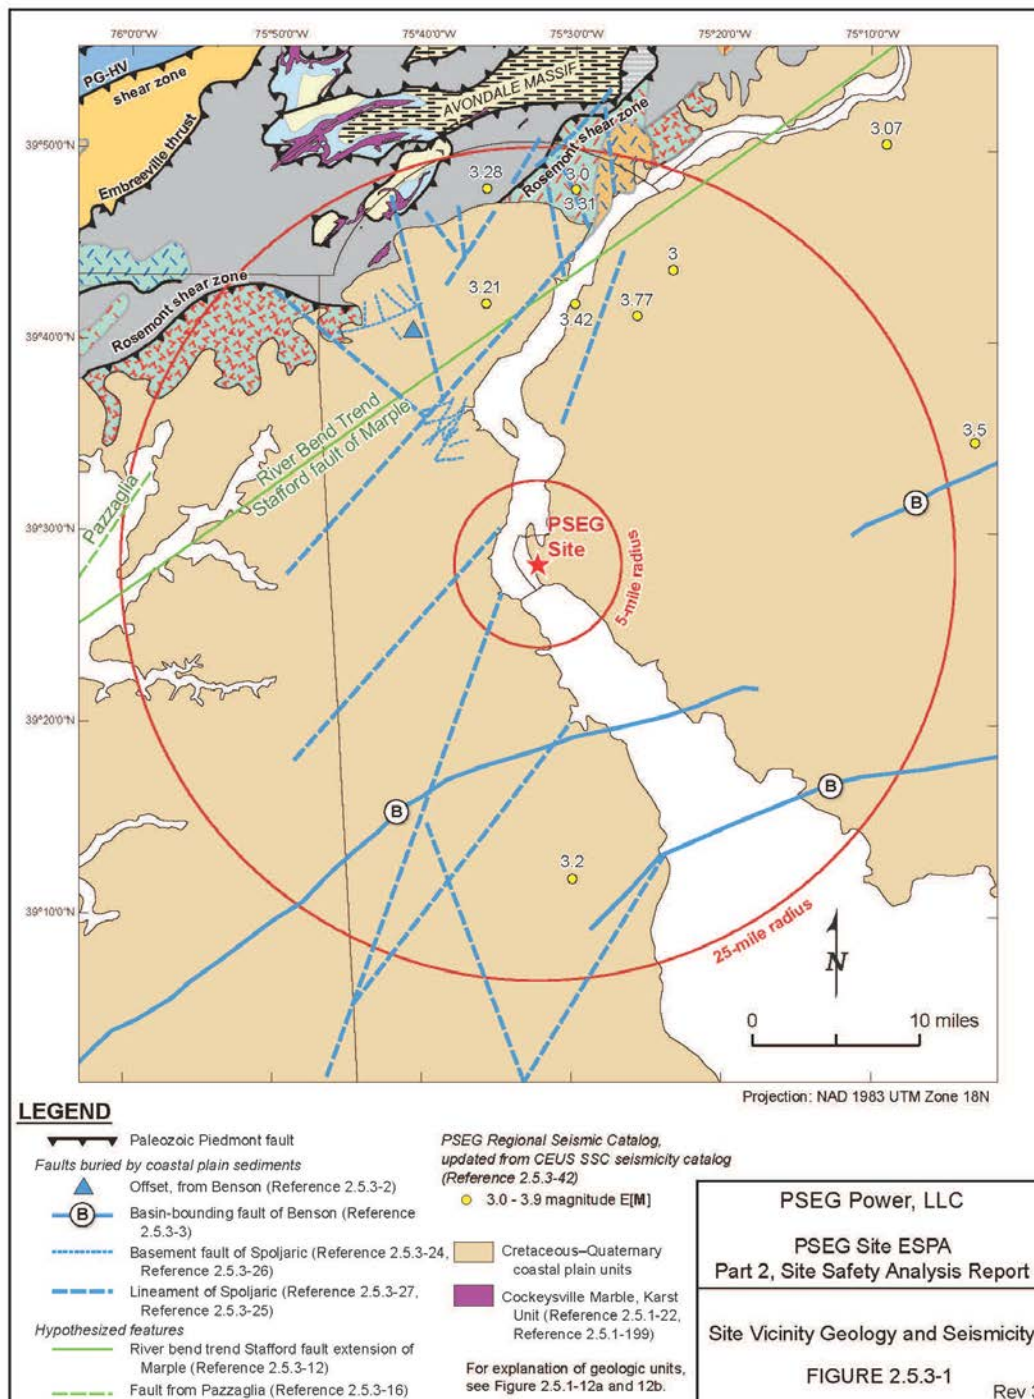 76°0'0"W 75°50'0"W 75°40'0"W 75°30'0"W 75°20'0"W 75°10'0"W
PG-HV
shear zone
AVONDALE MASSIF
Embreeville thrust
Rosemont shear zone
39°50'0"N
3.07
3.28
3.0
3.31
3
3.21
3.42
3.77
Rosemont shear zone
39°40'0"N
River Bend Trend
Stafford fault of Marple
3.5
Pazzaglia
B
39°30'0"N
PSEG
Site
5-mile radius
39°20'0"N
B
B
3.2
39°10'0"N
25-mile radius
N
0 10 miles
Projection: NAD 1983 UTM Zone 18N
LEGEND
Paleozoic Piedmont fault
Faults buried by coastal plain sediments
Offset, from Benson (Reference 2.5.3-2)
B Basin-bounding fault of Benson (Reference
2.5.3-3)
Basement fault of Spoljaric (Reference 2.5.3-24,
Reference 2.5.3-26)
Lineament of Spoljaric (Reference 2.5.3-27,
Reference 2.5.3-25)
Hypothesized features
River bend trend Stafford fault extension of
Marple (Reference 2.5.3-12)
Fault from Pazzaglia (Reference 2.5.3-16)
PSEG Regional Seismic Catalog,
updated from CEUS SSC seismicity catalog
(Reference 2.5.3-42)
3.0 - 3.9 magnitude E[M]
Cretaceous–Quaternary
coastal plain units
Cockeysville Marble, Karst
Unit (Reference 2.5.1-22,
Reference 2.5.1-199)
For explanation of geologic units,
see Figure 2.5.1-12a and 12b.
PSEG Power, LLC
PSEG Site ESPA
Part 2, Site Safety Analysis Report
Site Vicinity Geology and Seismicity
FIGURE 2.5.3-1
Rev